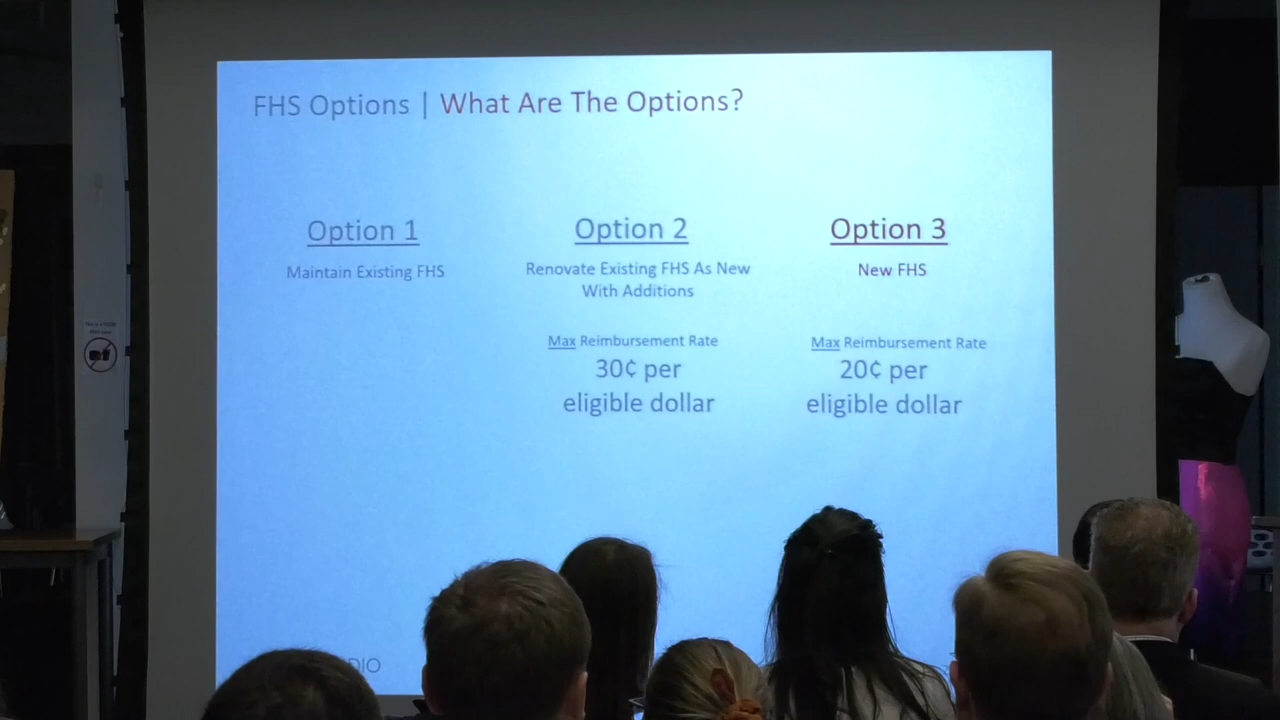 FHS Options | What Are The Options?
Option 1
Maintain Existing FHS
Option 2
Renovate Existing FHS As New
With Additions
Max Reimbursement Rate
30¢ per
eligible dollar
Option 3
New FHS
Max Reimbursement Rate
20¢ per
eligible dollar